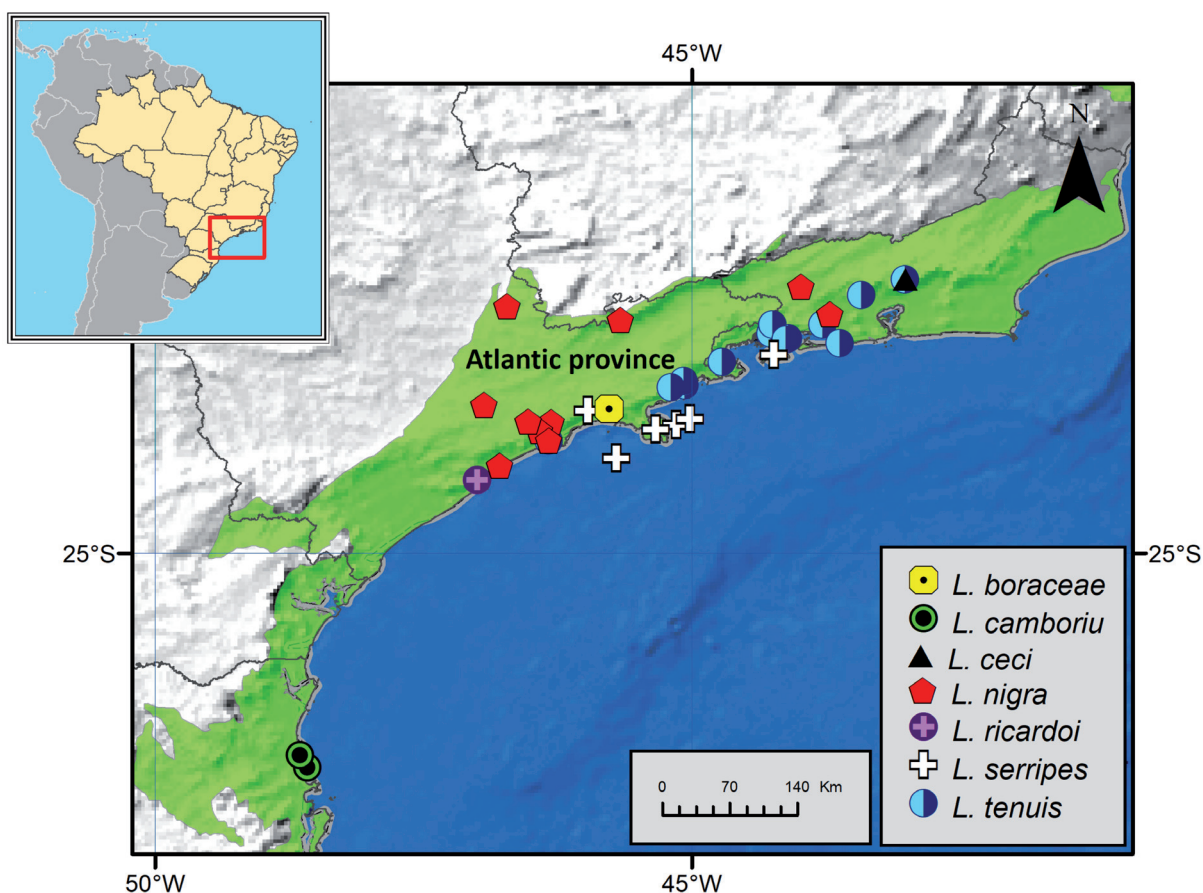 45°W
N
Atlantic province
25°S
25°S
L. boraceae
L. camboriu
L. ceci
L. nigra
L. ricardoi
L. serripes
L. tenuis
0 70 140 Km
50°W
45°W